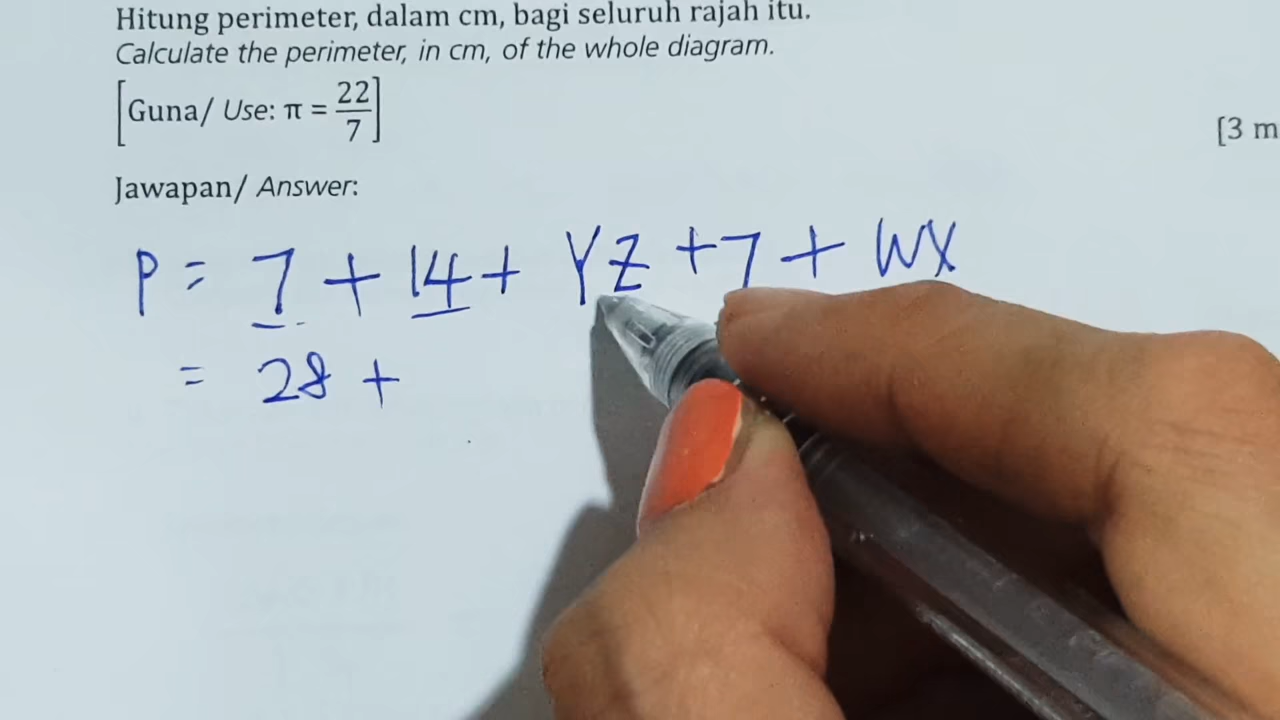 Hitung perimeter, dalam cm, bagi seluruh rajah itu.
Calculate the perimeter, in cm, of the whole diagram.
[Guna/ Use: π = 22/7]
[3 m
Jawapan/ Answer:
P = 7 + 14 + YZ + 7 + WX
= 28 +